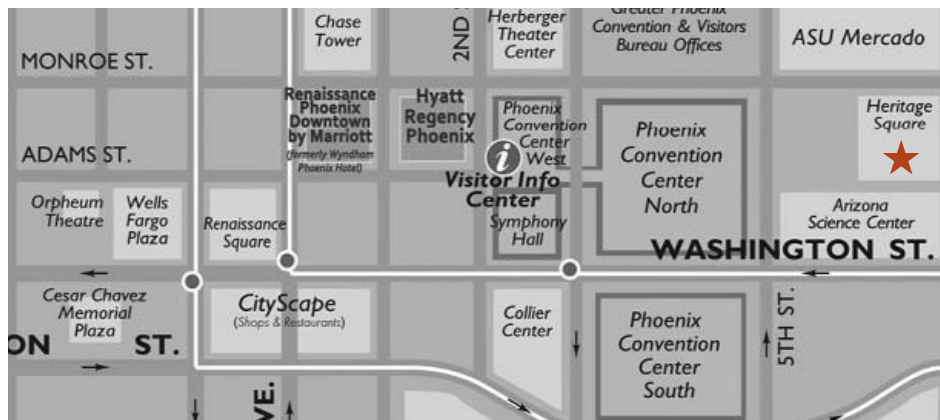 Chase
Tower
2ND S
Herberger
Theater
Center
Greater Phoenix
Convention & Visitors
Bureau Offices
ASU Mercado
MONROE ST.
Renaissance
Phoenix
Downtown
by Marriott
(formerly Wyndham
Phoenix Hotel)
Hyatt
Regency
Phoenix
Phoenix
Convention
Center
West
i
Visitor Info
Center
Symphony
Hall
Phoenix
Convention
Center
North
Heritage
Square
ADAMS ST.
Orpheum
Theatre
Wells
Fargo
Plaza
Renaissance
Square
Arizona
Science Center
WASHINGTON ST.
Cesar Chavez
Memorial
Plaza
CityScape
(Shops & Restaurants)
Collier
Center
Phoenix
Convention
Center
South
5TH ST.
ON ST.
VE.